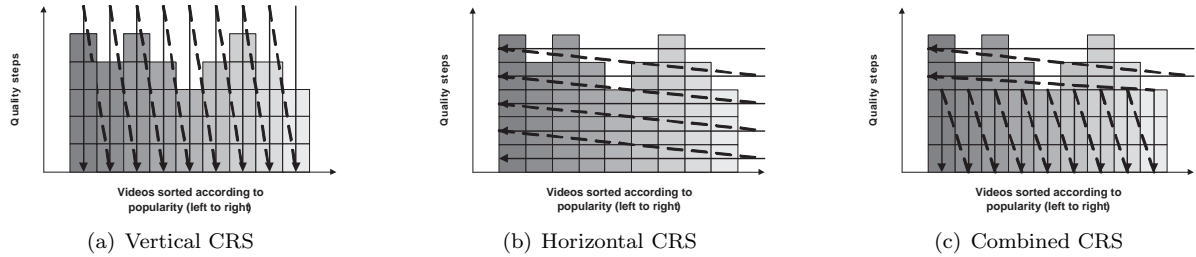 Quality steps
Videos sorted according to
popularity (left to right)
(a) Vertical CRS
Quality steps
Videos sorted according to
popularity (left to right)
(b) Horizontal CRS
Quality steps
Videos sorted according to
popularity (left to right)
(c) Combined CRS